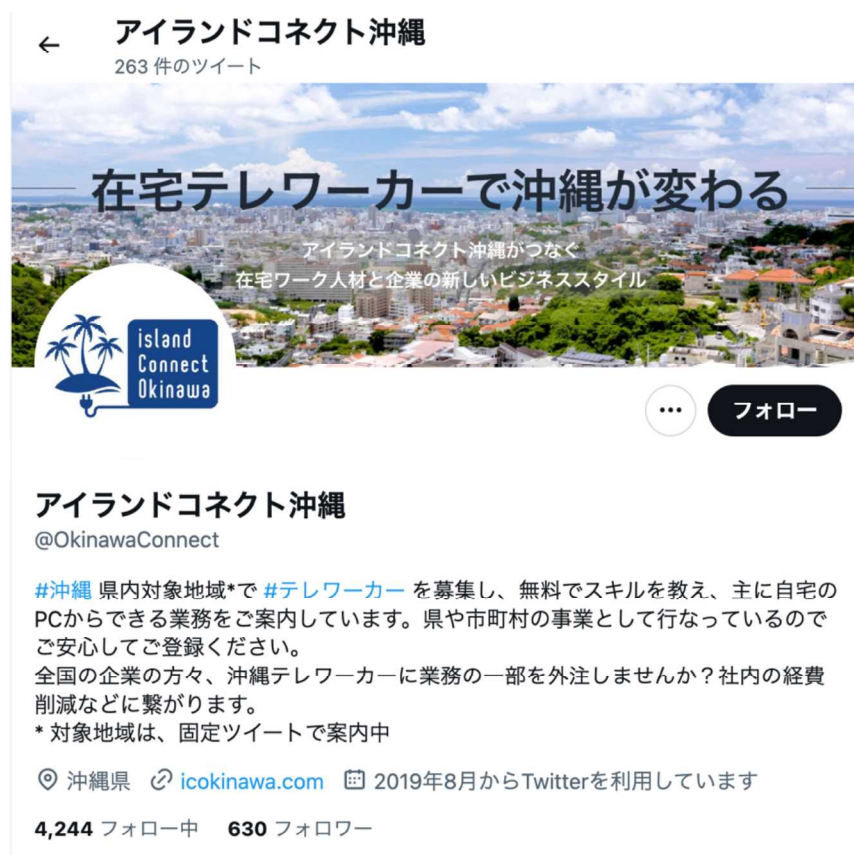 アイランドコネクト沖縄
263 件のツイート
在宅テレワーカーで沖縄が変わる
アイランドコネクト沖縄がつなぐ
在宅ワーク人材と企業の新しいビジネススタイル
island
Connect
Okinawa
フォロー
アイランドコネクト沖縄
@OkinawaConnect
#沖縄 県内対象地域*で #テレワーカー を募集し、無料でスキルを教え、主に自宅の
PCからできる業務をご案内しています。県や市町村の事業として行なっているので
ご安心してご登録ください。
全国の企業の方々、沖縄テレワーカーに業務の一部を外注しませんか？社内の経費
削減などに繋がります。
* 対象地域は、固定ツイートで案内中
沖縄県 icokinawa.com 2019年8月からTwitterを利用しています
4,244 フォロー中 630 フォロワー